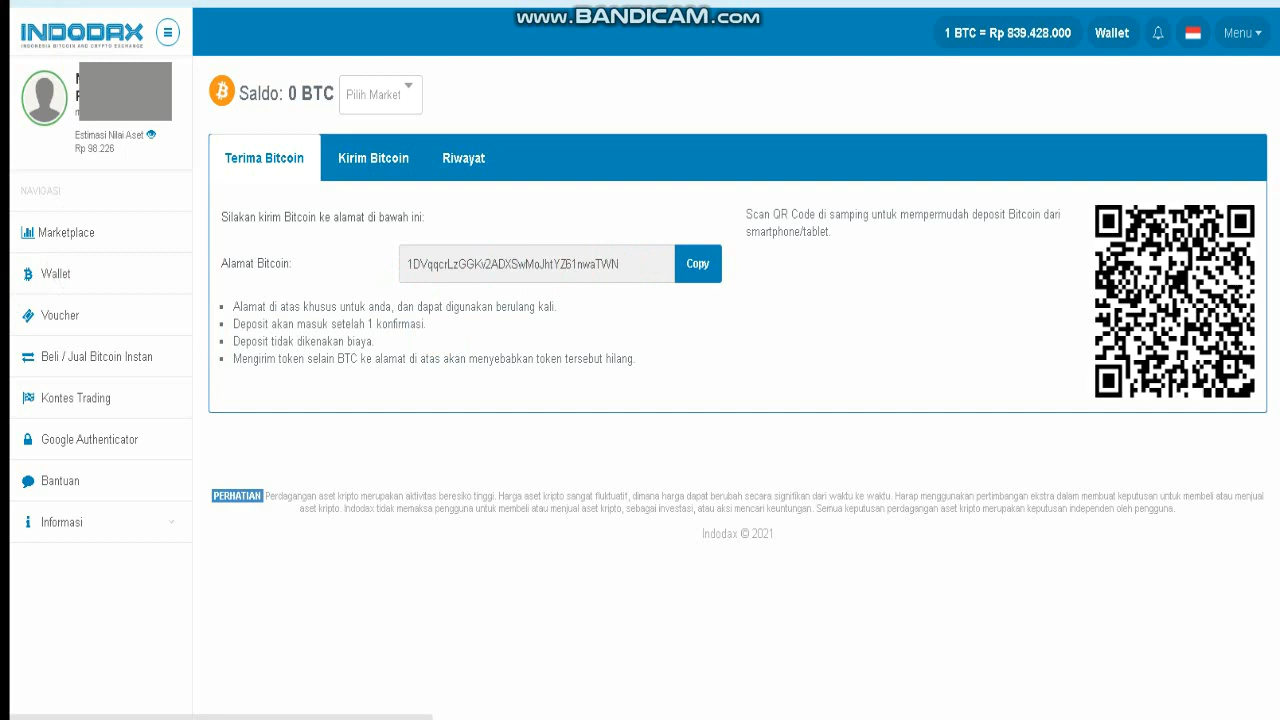 www.BANDICAM.com
INDODAX
INDONESIA BITCOIN AND CRYPTO EXCHANGE
1 BTC = Rp 839.428.000
Wallet
Menu
Estimasi Nilai Aset
Rp 98.226
Saldo: 0 BTC
Pilih Market
NAVIGASI
Marketplace
Wallet
Voucher
Beli / Jual Bitcoin Instan
Kontes Trading
Google Authenticator
Bantuan
Informasi
Terima Bitcoin
Kirim Bitcoin
Riwayat
Silakan kirim Bitcoin ke alamat di bawah ini:
Alamat Bitcoin:
1DVqqcrLzGGKv2ADXSwMoJhtYZ61nwaTWN
Copy
Alamat di atas khusus untuk anda, dan dapat digunakan berulang kali.
Deposit akan masuk setelah 1 konfirmasi.
Deposit tidak dikenakan biaya.
Mengirim token selain BTC ke alamat di atas akan menyebabkan token tersebut hilang.
Scan QR Code di samping untuk mempermudah deposit Bitcoin dari
smartphone/tablet.
PERHATIAN Perdagangan aset kripto merupakan aktivitas beresiko tinggi. Harga aset kripto sangat fluktuatif, dimana harga dapat berubah secara signifikan dari waktu ke waktu. Harap menggunakan pertimbangan ekstra dalam membuat keputusan untuk membeli atau menjual
aset kripto. Indodax tidak memaksa pengguna untuk membeli atau menjual aset kripto, sebagai investasi, atau aksi mencari keuntungan. Semua keputusan perdagangan aset kripto merupakan keputusan independen oleh pengguna.
Indodax © 2021